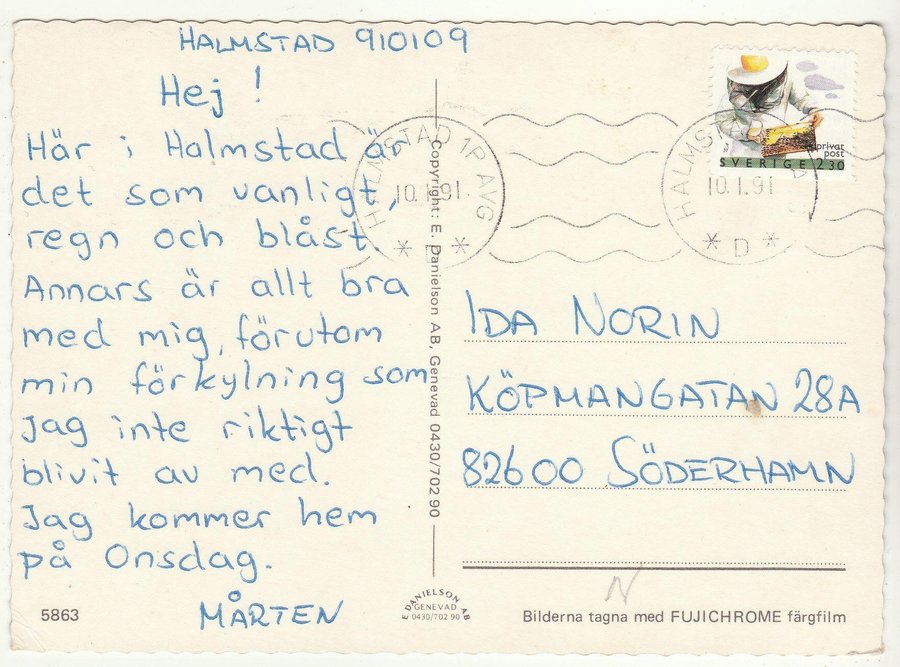 HALMSTAD 910109
Hej !
Här i Halmstad är
det som vanligt,
regn och blåst.
Annars är allt bra
med mig, förutom
min förkylning som
jag inte riktigt
blivit av med.
Jag kommer hem
på Onsdag.
MÅRTEN
5863
Copyright: E. Danielson AB, Genevad 0430/702 90
E DANIELSON AB
GENEVAD
0430/702 90
HALMSTAD 1P AVG
10.1.91
* D *
HALMSTAD
10.1.91
* D *
privat
post
SVERIGE 2.30
IDA NORIN
KÖPMANGATAN 28A
82600 SÖDERHAMN
N
Bilderna tagna med FUJICHROME färgfilm